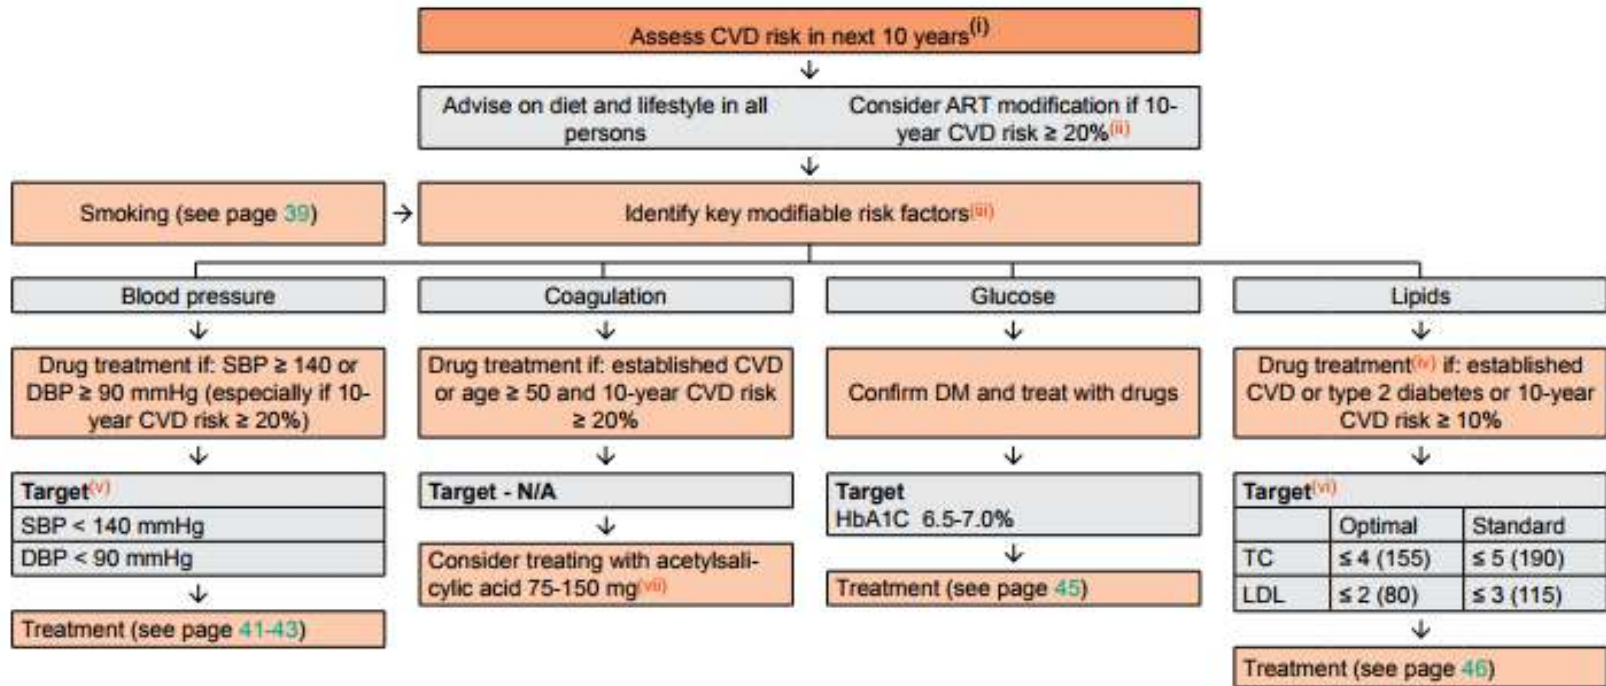 Assess CVD risk in next 10 years(i)
Advise on diet and lifestyle in all
persons
Consider ART modification if 10-
year CVD risk ≥ 20%(ii)
Smoking (see page 39)
Identify key modifiable risk factors(iii)
Blood pressure
Drug treatment if: SBP ≥ 140 or
DBP ≥ 90 mmHg (especially if 10-
year CVD risk ≥ 20%)
Target(v)
SBP < 140 mmHg
DBP < 90 mmHg
Treatment (see page 41-43)
Coagulation
Drug treatment if: established CVD
or age ≥ 50 and 10-year CVD risk
≥ 20%
Target - N/A
Consider treating with acetylsali-
cylic acid 75-150 mg(vii)
Glucose
Confirm DM and treat with drugs
Target
HbA1C 6.5-7.0%
Treatment (see page 45)
Lipids
Drug treatment(iv) if: established
CVD or type 2 diabetes or 10-year
CVD risk ≥ 10%
Target(vi)
Optimal Standard
TC ≤ 4 (155) ≤ 5 (190)
LDL ≤ 2 (80) ≤ 3 (115)
Treatment (see page 46)